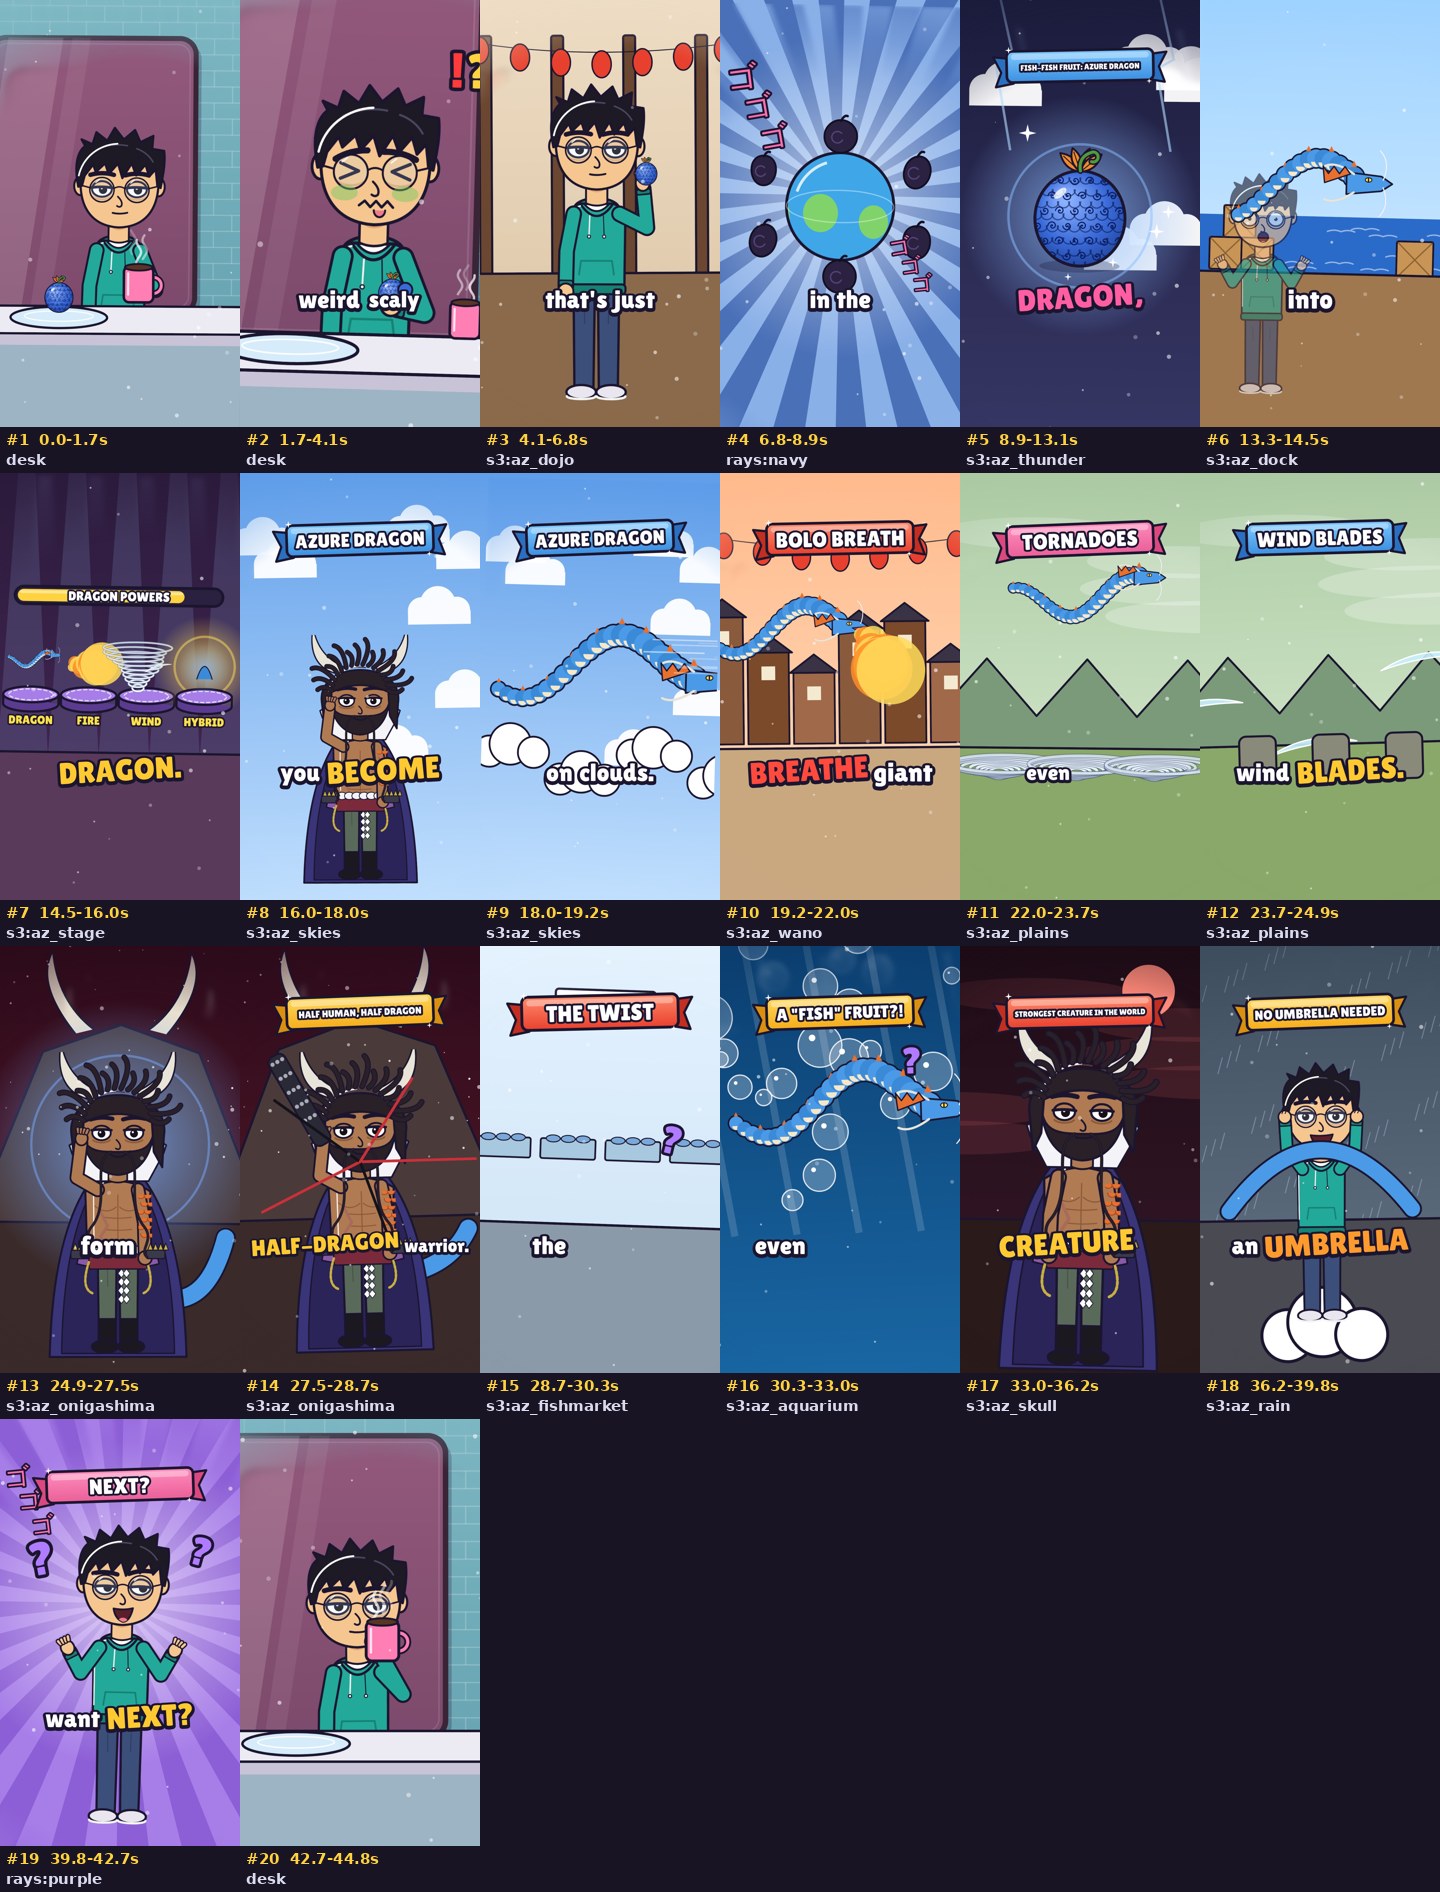 !?
weird scaly
that's just
ゴゴゴ
ゴゴゴ
in the
FISH-FISH FRUIT: AZURE DRAGON
DRAGON,
into
#1 0.0-1.7s
desk
#2 1.7-4.1s
desk
#3 4.1-6.8s
s3:az_dojo
#4 6.8-8.9s
rays:navy
#5 8.9-13.1s
s3:az_thunder
#6 13.3-14.5s
s3:az_dock
DRAGON POWERS
DRAGON FIRE WIND HYBRID
DRAGON.
AZURE DRAGON
you BECOME
AZURE DRAGON
on clouds.
BOLO BREATH
BREATHE giant
TORNADOES
even
WIND BLADES
wind BLADES.
#7 14.5-16.0s
s3:az_stage
#8 16.0-18.0s
s3:az_skies
#9 18.0-19.2s
s3:az_skies
#10 19.2-22.0s
s3:az_wano
#11 22.0-23.7s
s3:az_plains
#12 23.7-24.9s
s3:az_plains
form
HALF HUMAN, HALF DRAGON
HALF-DRAGON warrior.
THE TWIST
?
the
A "FISH" FRUIT?!
?
even
STRONGEST CREATURE IN THE WORLD
CREATURE
NO UMBRELLA NEEDED
an UMBRELLA
#13 24.9-27.5s
s3:az_onigashima
#14 27.5-28.7s
s3:az_onigashima
#15 28.7-30.3s
s3:az_fishmarket
#16 30.3-33.0s
s3:az_aquarium
#17 33.0-36.2s
s3:az_skull
#18 36.2-39.8s
s3:az_rain
ゴゴゴ
NEXT?
? ?
want NEXT?
#19 39.8-42.7s
rays:purple
#20 42.7-44.8s
desk